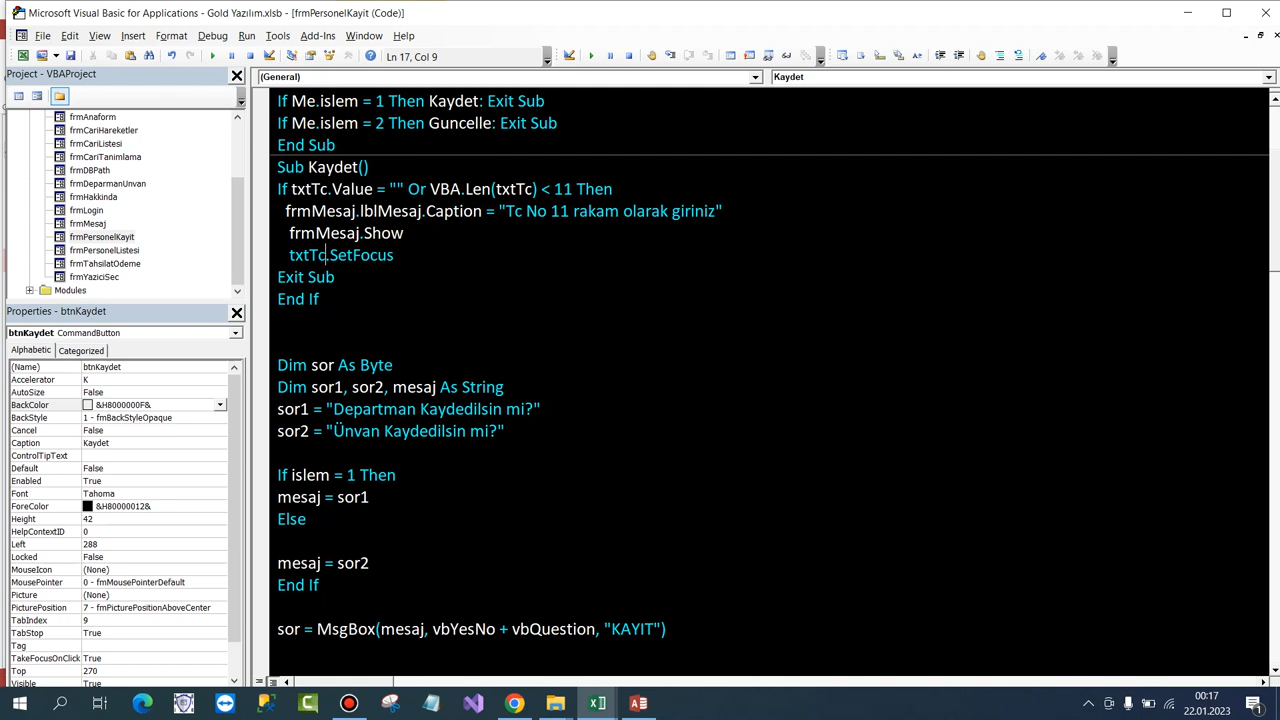 Microsoft Visual Basic for Applications - Gold Yazılım.xlsb - [frmPersonelKayit (Code)]
File Edit View Insert Format Debug Run Tools Add-Ins Window Help
Ln 17, Col 9
Project - VBAProject
(General) Kaydet
frmAnaform
frmCariHareketler
frmCariListesi
frmCariTanimlama
frmDBPath
frmDeparmanUnvan
frmHakkinda
frmLogin
frmMesaj
frmPersonelKayit
frmPersonelListesi
frmTahsilatOdeme
frmYaziciSec
Modules
Properties - btnKaydet
btnKaydet CommandButton
Alphabetic Categorized
(Name) btnKaydet
Accelerator K
AutoSize False
BackColor &H8000000F&
BackStyle 1 - fmBackStyleOpaque
Cancel False
Caption Kaydet
ControlTipText
Default False
Enabled True
Font Tahoma
ForeColor &H80000012&
Height 42
HelpContextID 0
Left 288
Locked False
MouseIcon (None)
MousePointer 0 - fmMousePointerDefault
Picture (None)
PicturePosition 7 - fmPicturePositionAboveCenter
TabIndex 9
TabStop True
Tag
TakeFocusOnClick True
Top 270
Visible True
If Me.islem = 1 Then Kaydet: Exit Sub
If Me.islem = 2 Then Guncelle: Exit Sub
End Sub
Sub Kaydet()
If txtTc.Value = "" Or VBA.Len(txtTc) < 11 Then
frmMesaj.lblMesaj.Caption = "Tc No 11 rakam olarak giriniz"
frmMesaj.Show
txtTc.SetFocus
Exit Sub
End If
Dim sor As Byte
Dim sor1, sor2, mesaj As String
sor1 = "Departman Kaydedilsin mi?"
sor2 = "Ünvan Kaydedilsin mi?"
If islem = 1 Then
mesaj = sor1
Else
mesaj = sor2
End If
sor = MsgBox(mesaj, vbYesNo + vbQuestion, "KAYIT")
00:17
22.01.2023